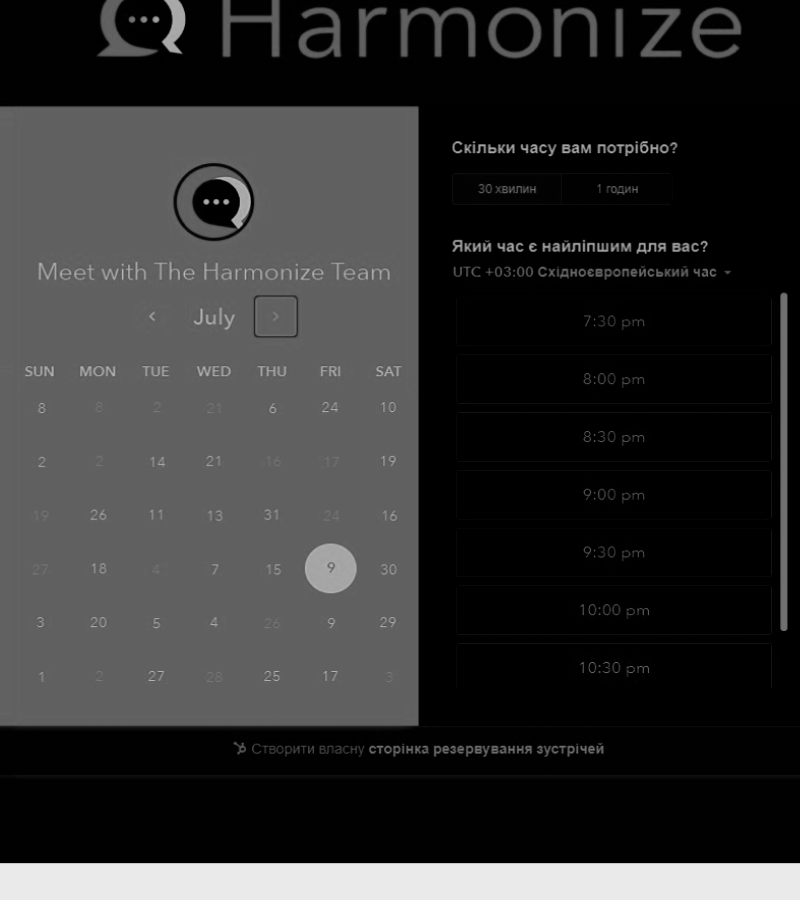 Harmonize
Meet with The Harmonize Team
July
SUN MON TUE WED THU FRI SAT
8 8 2 21 6 24 10
2 2 14 21 16 17 19
19 26 11 13 31 24 16
27 18 4 7 15 9 30
3 20 5 4 26 9 29
1 2 27 28 25 17 3
Скільки часу вам потрібно?
30 хвилин 1 годин
Який час є найліпшим для вас?
UTC +03:00 Східноєвропейський час
7:30 pm
8:00 pm
8:30 pm
9:00 pm
9:30 pm
10:00 pm
10:30 pm
Створити власну сторінка резервування зустрічей